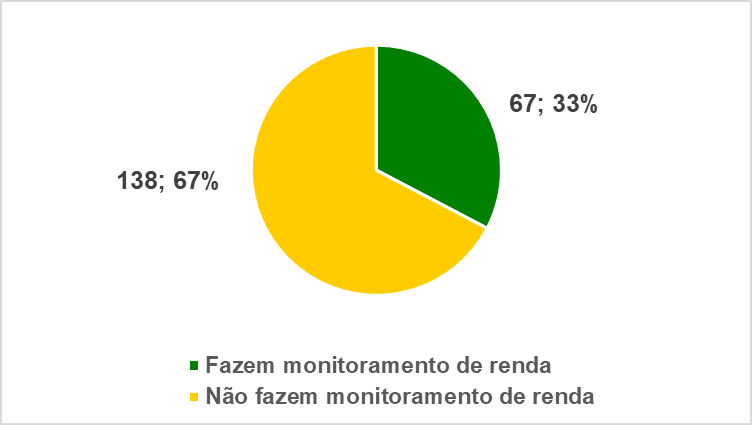 67; 33%
138; 67%
Fazem monitoramento de renda
Não fazem monitoramento de renda